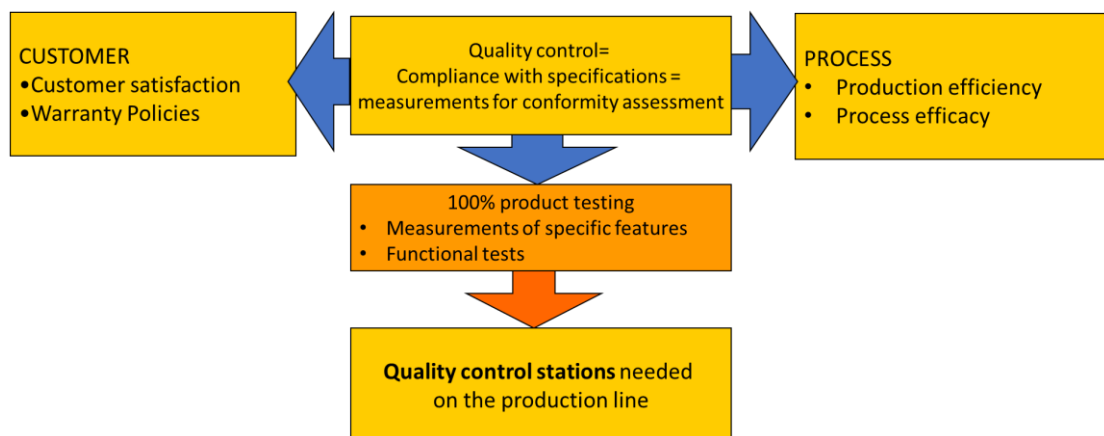 CUSTOMER
•Customer satisfaction
•Warranty Policies
Quality control=
Compliance with specifications =
measurements for conformity assessment
PROCESS
• Production efficiency
• Process efficacy
100% product testing
• Measurements of specific features
• Functional tests
Quality control stations needed
on the production line